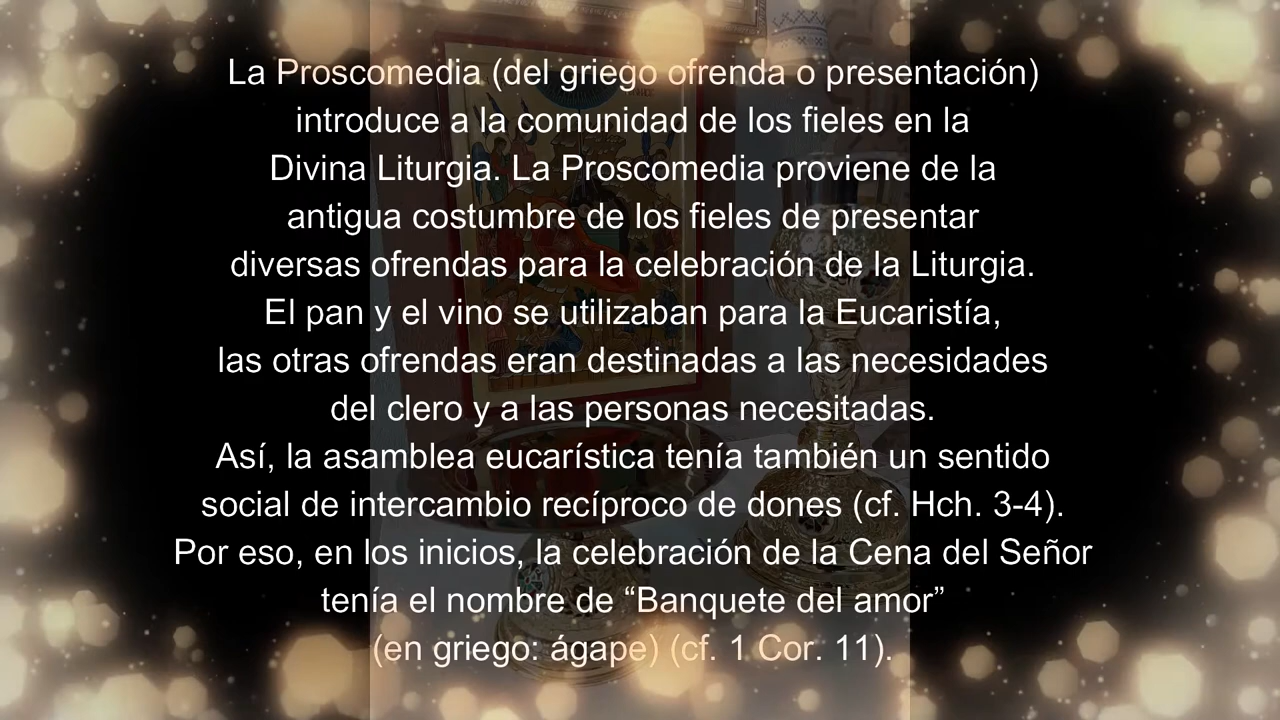 La Proscomedia (del griego ofrenda o presentación)
introduce a la comunidad de los fieles en la
Divina Liturgia. La Proscomedia proviene de la
antigua costumbre de los fieles de presentar
diversas ofrendas para la celebración de la Liturgia.
El pan y el vino se utilizaban para la Eucaristía,
las otras ofrendas eran destinadas a las necesidades
del clero y a las personas necesitadas.
Así, la asamblea eucarística tenía también un sentido
social de intercambio recíproco de dones (cf. Hch. 3-4).
Por eso, en los inicios, la celebración de la Cena del Señor
tenía el nombre de “Banquete del amor”
(en griego: ágape) (cf. 1 Cor. 11).